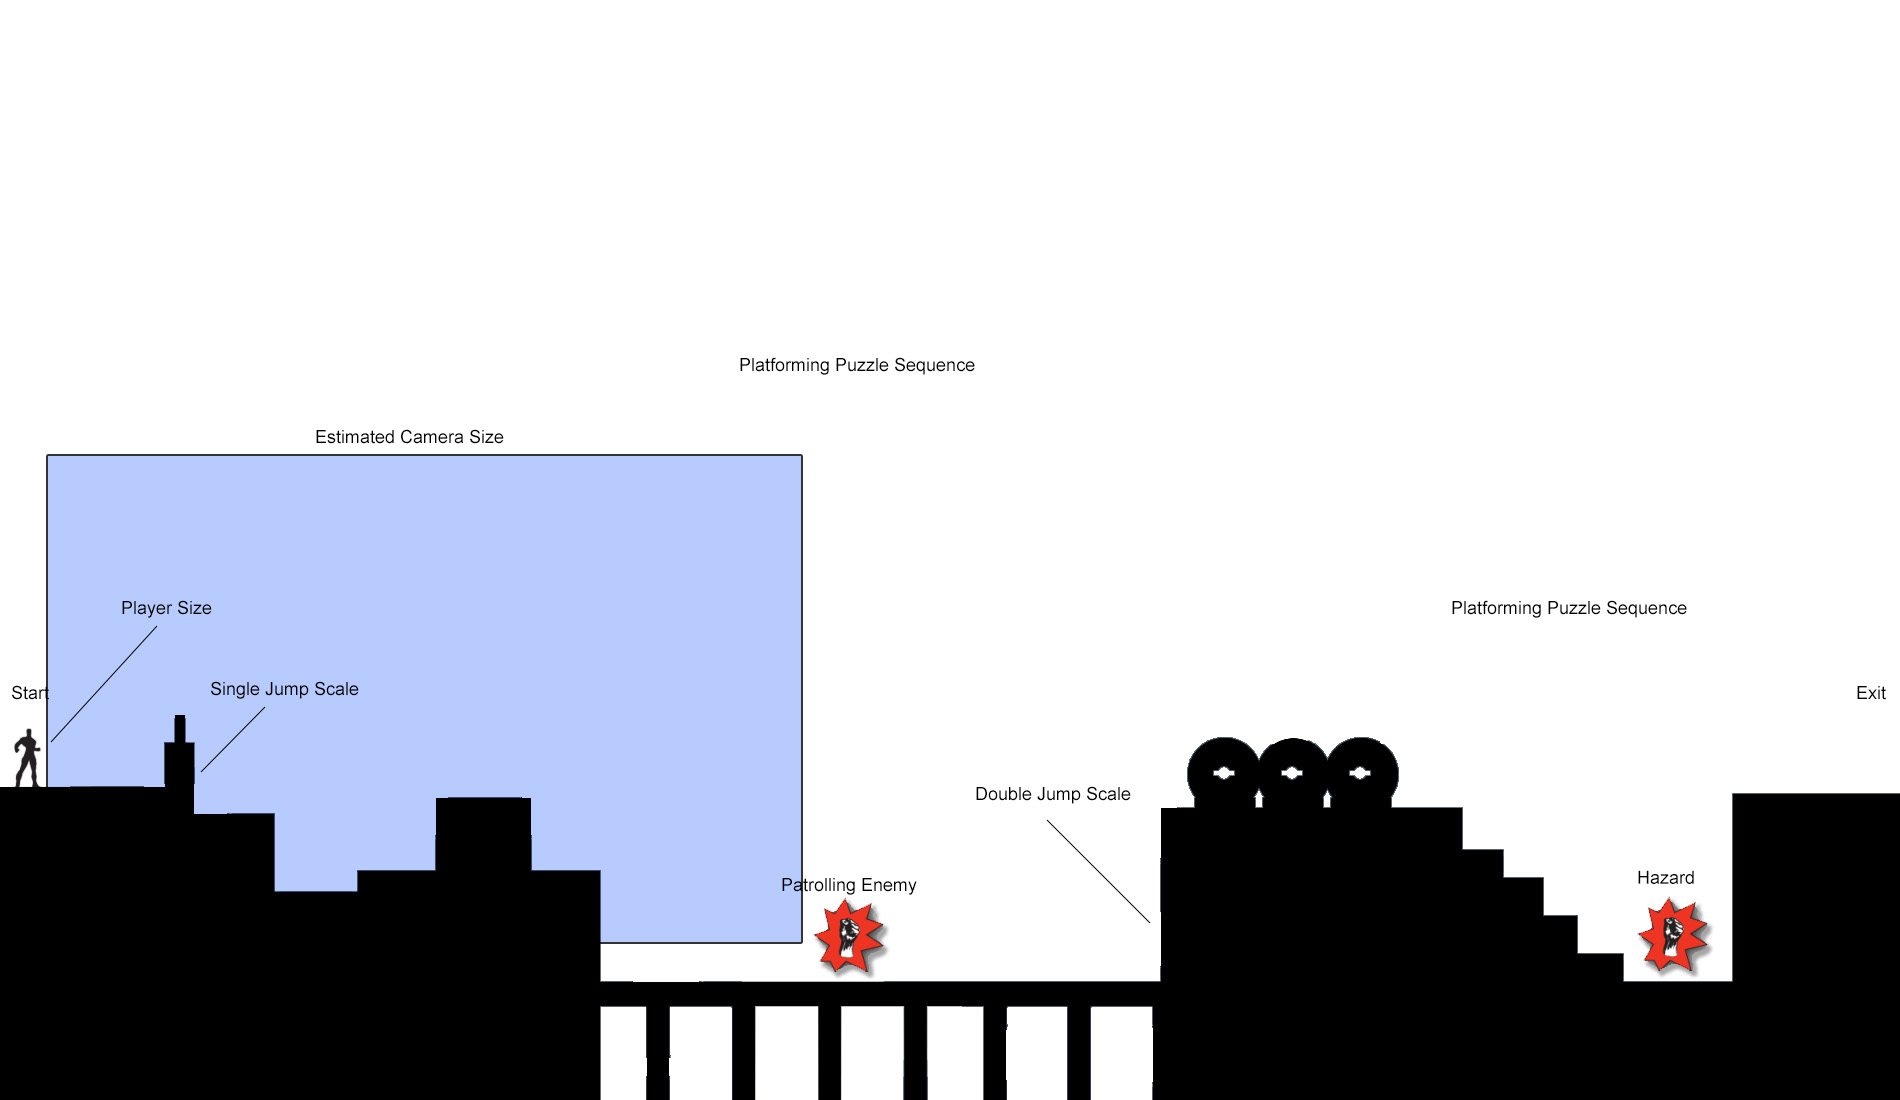 Platforming Puzzle Sequence
Estimated Camera Size
Player Size
Platforming Puzzle Sequence
Start
Single Jump Scale
Exit
Double Jump Scale
Patrolling Enemy
Hazard